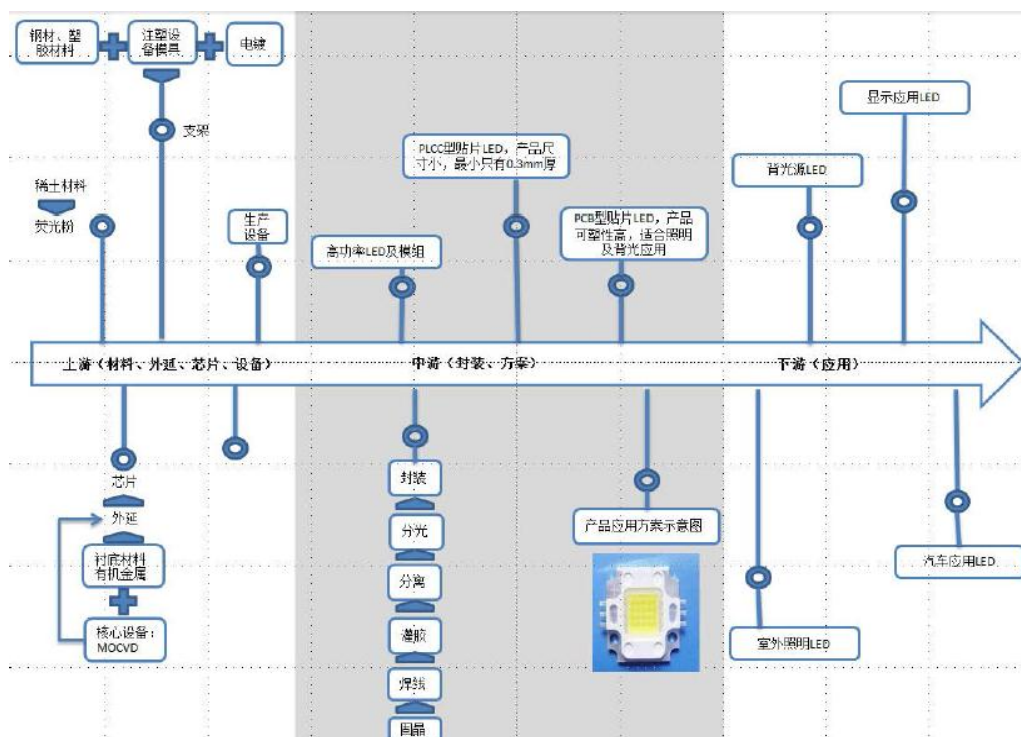 钢材、塑
胶材料
注塑设
备模具
电镀
支架
稀土材料
荧光粉
生产
设备
高功率LED及模组
PLCC型贴片LED，产品尺
寸小，最小只有0.3mm厚
PCB型贴片LED，产品
可塑性高，适合照明
及背光应用
背光源LED
显示应用LED
上游（材料、外延、芯片、设备）
中游（封装、方案）
下游（应用）
芯片
外延
衬底材料
有机金属
核心设备：
MOCVD
封装
分光
分离
灌胶
焊线
固晶
产品应用方案示意图
室外照明LED
汽车应用LED